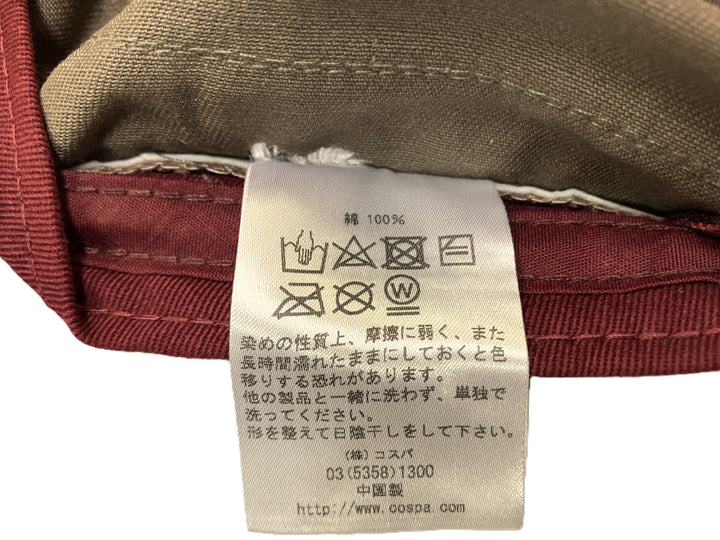 綿 100%
W
染めの性質上、摩擦に弱く、また
長時間濡れたままにしておくと色
移りする恐れがあります。
他の製品と一緒に洗わず、単独で
洗ってください。
形を整えて日陰干しをして下さい。
(株) コスパ
03(5358)1300
中国製
http://www.cospa.com